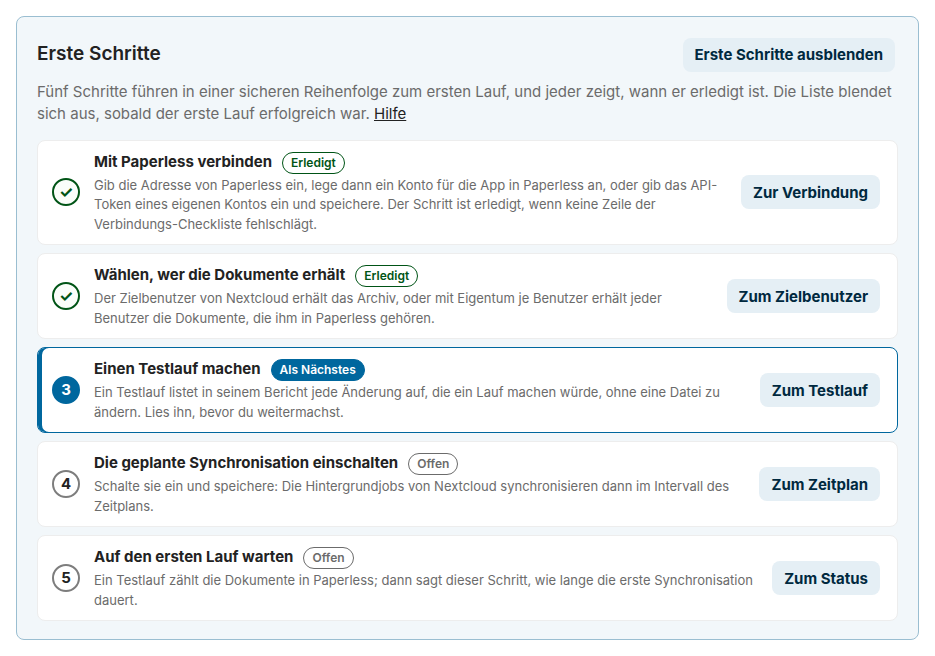 Erste Schritte
Erste Schritte ausblenden
Fünf Schritte führen in einer sicheren Reihenfolge zum ersten Lauf, und jeder zeigt, wann er erledigt ist. Die Liste blendet
sich aus, sobald der erste Lauf erfolgreich war. Hilfe
Mit Paperless verbinden Erledigt
Gib die Adresse von Paperless ein, lege dann ein Konto für die App in Paperless an, oder gib das API-
Token eines eigenen Kontos ein und speichere. Der Schritt ist erledigt, wenn keine Zeile der
Verbindungs-Checkliste fehlschlägt.
Zur Verbindung
Wählen, wer die Dokumente erhält Erledigt
Der Zielbenutzer von Nextcloud erhält das Archiv, oder mit Eigentum je Benutzer erhält jeder
Benutzer die Dokumente, die ihm in Paperless gehören.
Zum Zielbenutzer
3
Einen Testlauf machen Als Nächstes
Ein Testlauf listet in seinem Bericht jede Änderung auf, die ein Lauf machen würde, ohne eine Datei zu
ändern. Lies ihn, bevor du weitermachst.
Zum Testlauf
4
Die geplante Synchronisation einschalten Offen
Schalte sie ein und speichere: Die Hintergrundjobs von Nextcloud synchronisieren dann im Intervall des
Zeitplans.
Zum Zeitplan
5
Auf den ersten Lauf warten Offen
Ein Testlauf zählt die Dokumente in Paperless; dann sagt dieser Schritt, wie lange die erste Synchronisation
dauert.
Zum Status